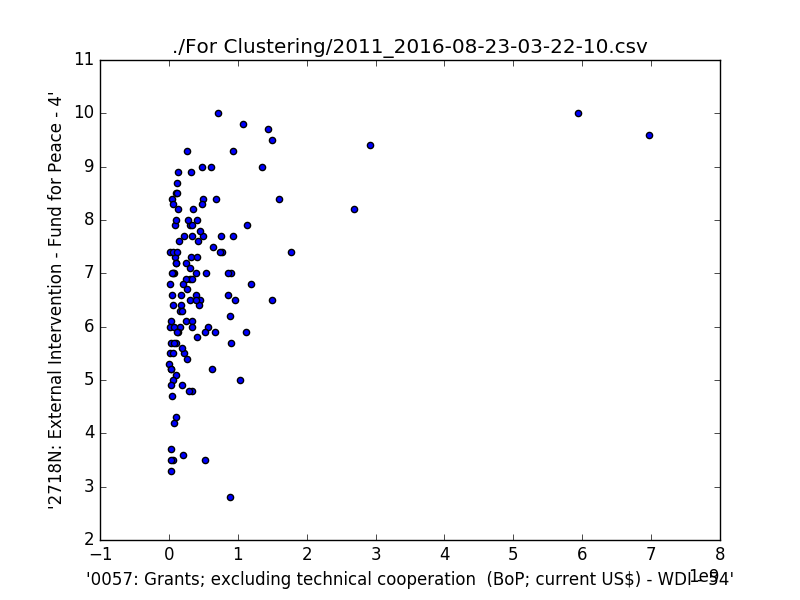 ./For Clustering/2011_2016-08-23-03-22-10.csv
'2718N: External Intervention - Fund for Peace - 4'
11
10
9
8
7
6
5
4
3
2
−1 0 1 2 3 4 5 6 7 8
1e9
'0057: Grants; excluding technical cooperation (BoP; current US$) - WDI - 54'